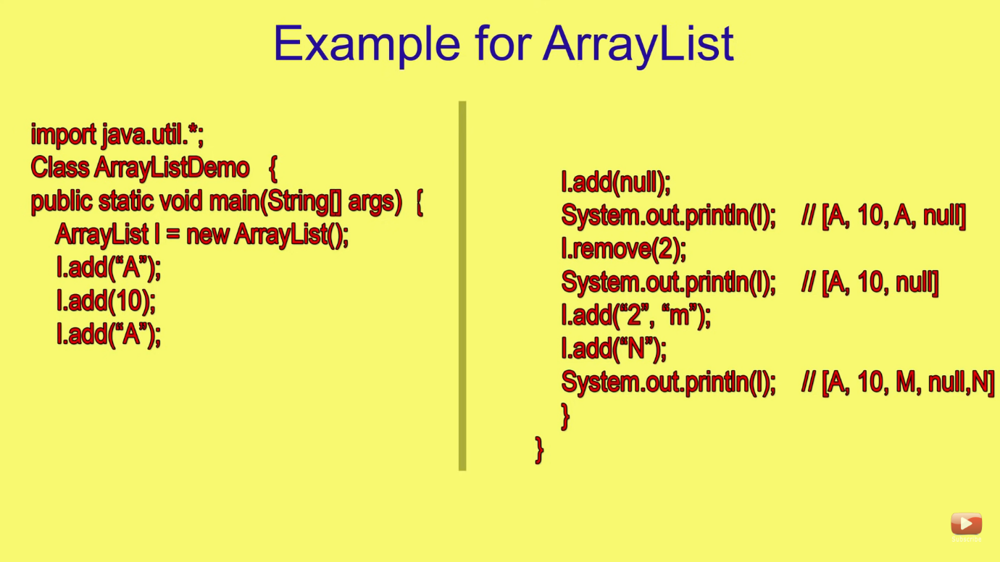 Example for ArrayList
import java.util.*;
Class ArrayListDemo {
public static void main(String[] args) {
ArrayList l = new ArrayList();
l.add(“A”);
l.add(10);
l.add(“A”);
l.add(null);
System.out.println(l); // [A, 10, A, null]
l.remove(2);
System.out.println(l); // [A, 10, null]
l.add(“2”, “m”);
l.add(“N”);
System.out.println(l); // [A, 10, M, null,N]
}
}
Subscribe